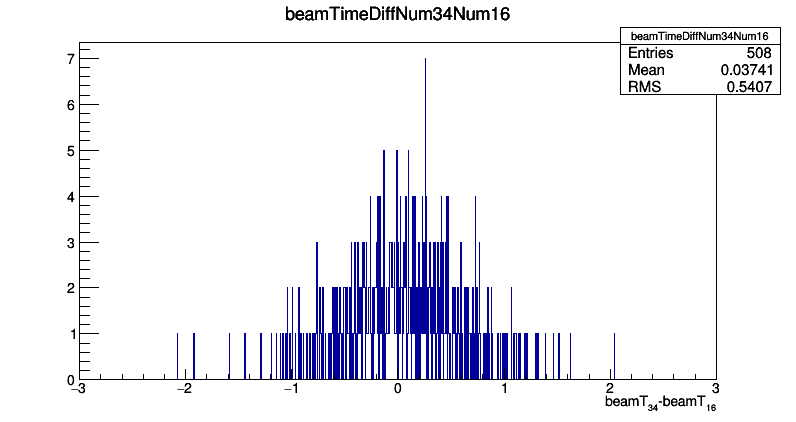 beamTimeDiffNum34Num16
beamTimeDiffNum34Num16
Entries 508
Mean 0.03741
RMS 0.5407
7
6
5
4
3
2
1
0
−3 −2 −1 0 1 2 3
beamT34-beamT16